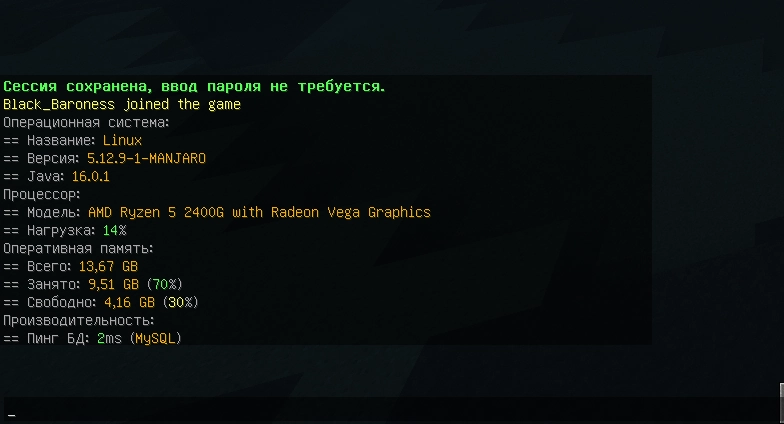 Сессия сохранена, ввод пароля не требуется.
Black_Baroness joined the game
Операционная система:
== Название: Linux
== Версия: 5.12.9-1-MANJARO
== Java: 16.0.1
Процессор:
== Модель: AMD Ryzen 5 2400G with Radeon Vega Graphics
== Нагрузка: 14%
Оперативная память:
== Всего: 13,67 GB
== Занято: 9,51 GB (70%)
== Свободно: 4,16 GB (30%)
Производительность:
== Пинг БД: 2ms (MySQL)
_